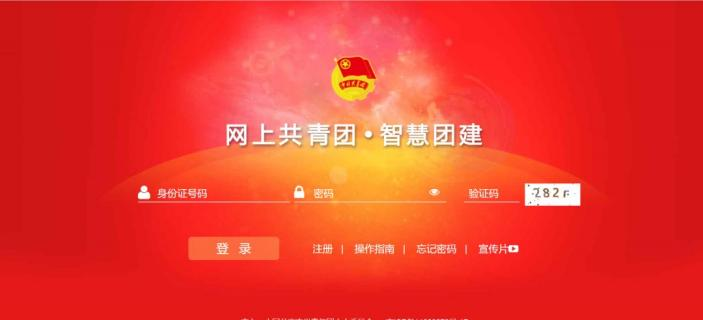 网上共青团·智慧团建
身份证号码 密码 验证码
登 录 注册 | 操作指南 | 忘记密码 | 宣传片